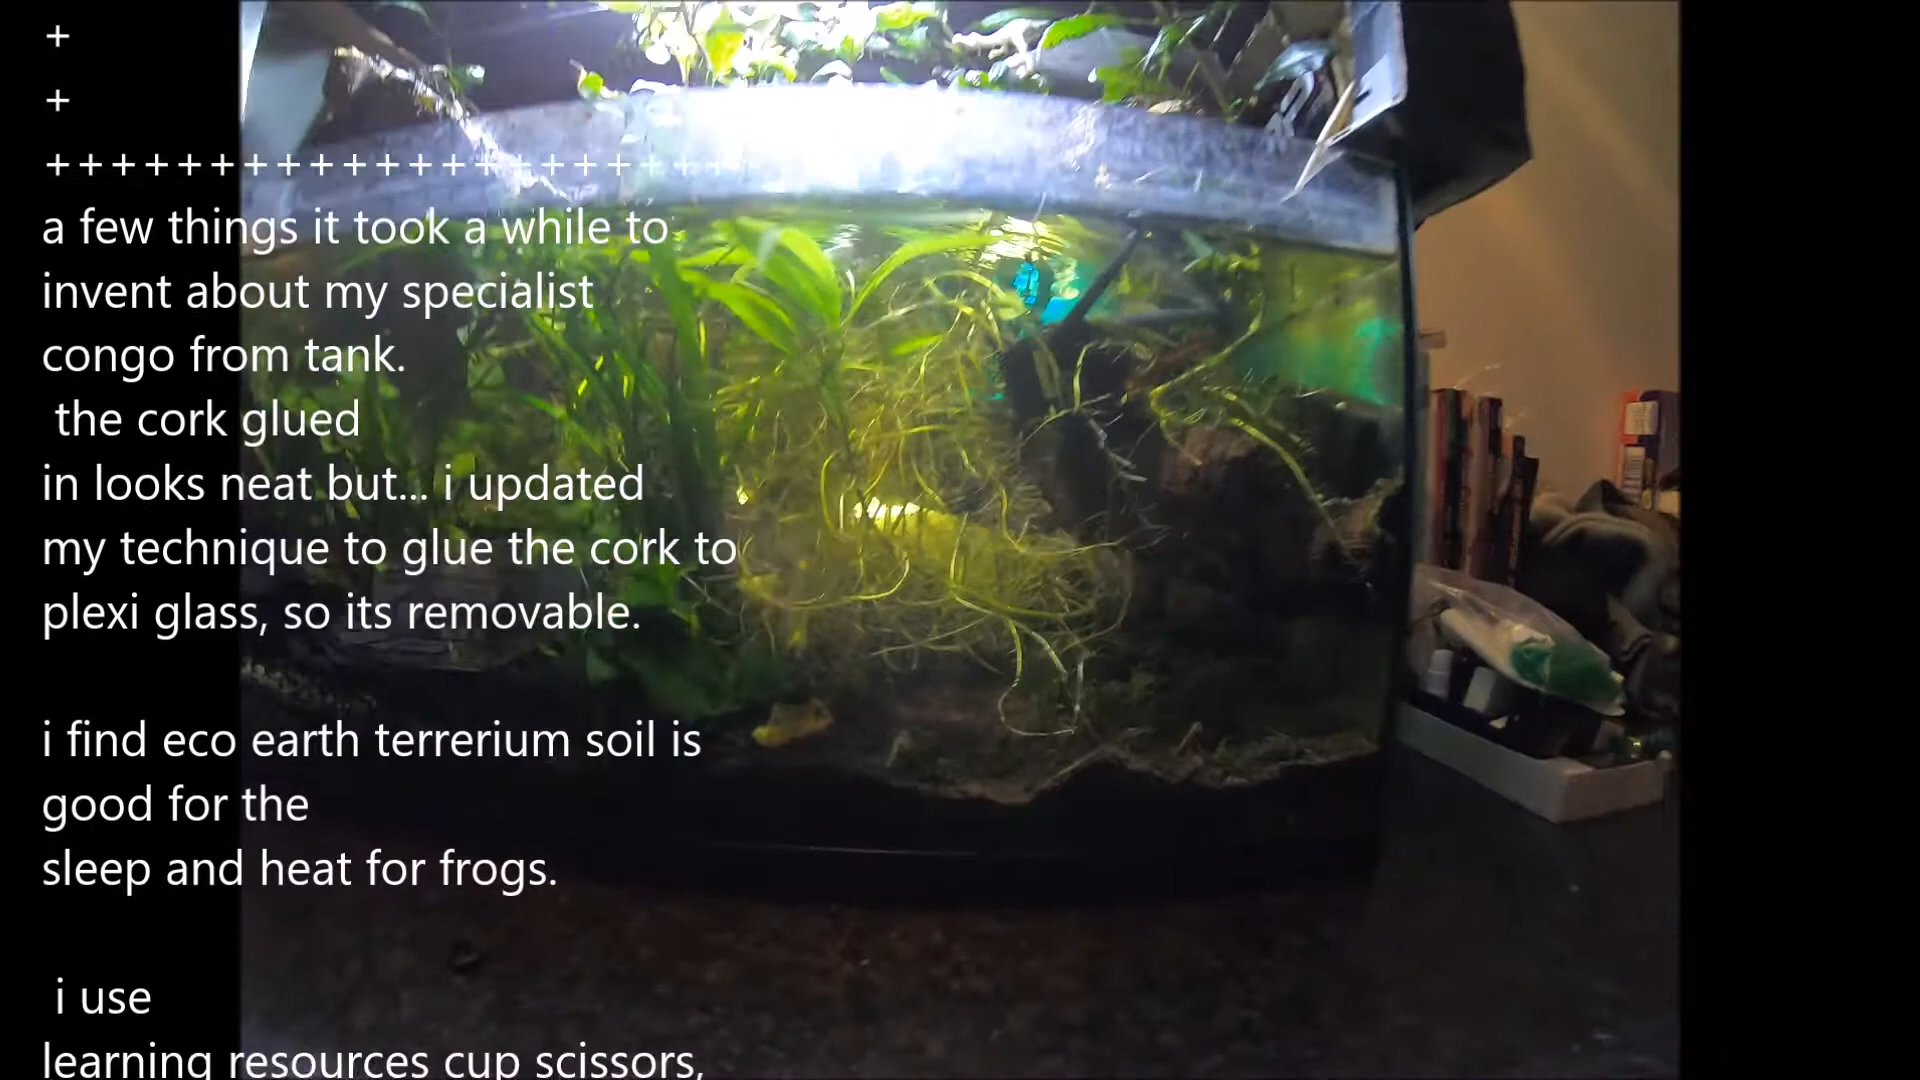 +
+
++++++++++++++++++++++
a few things it took a while to
invent about my specialist
congo from tank.
the cork glued
in looks neat but... i updated
my technique to glue the cork to
plexi glass, so its removable.
i find eco earth terrerium soil is
good for the
sleep and heat for frogs.
i use
learning resources cup scissors,